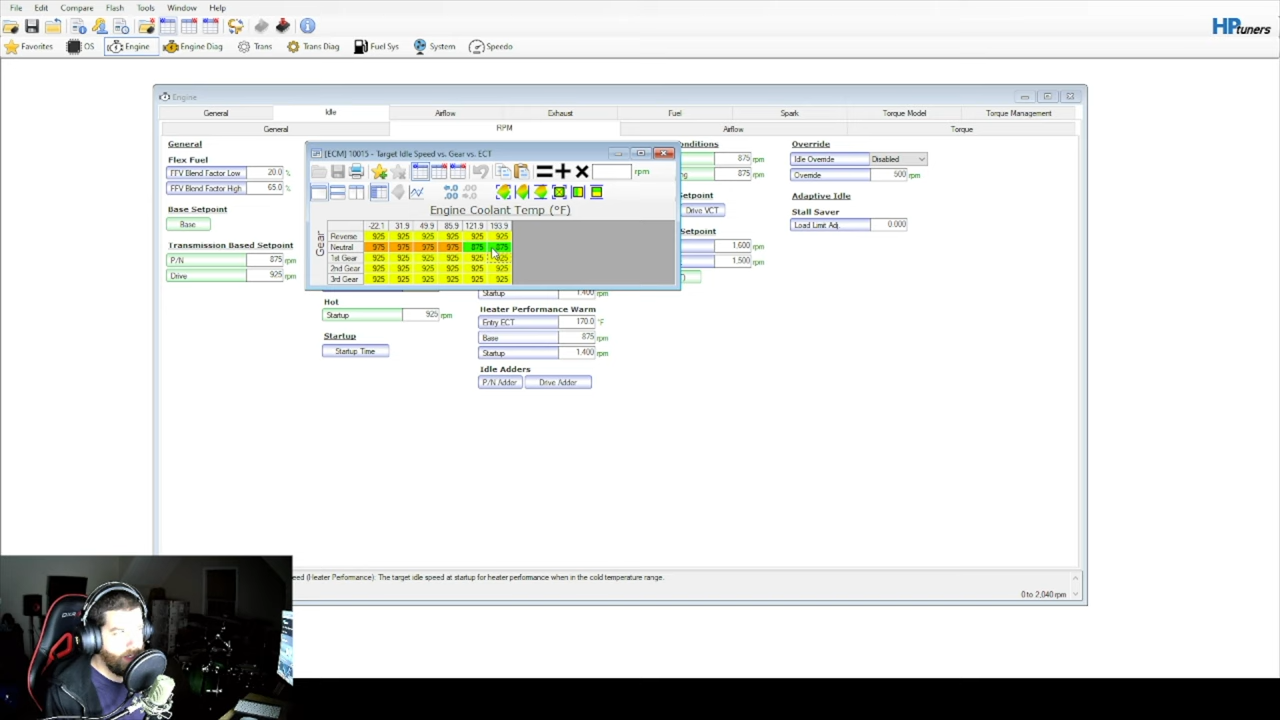 File Edit Compare Flash Tools Window Help
HPtuners
Favorites OS Engine Engine Diag Trans Trans Diag Fuel Sys System Speedo
Engine
General Idle Airflow Exhaust Fuel Spark Torque Model Torque Management
General RPM Airflow Torque
General
Flex Fuel
FFV Blend Factor Low 20.0 %
FFV Blend Factor High 65.0 %
Base Setpoint
Base
Transmission Based Setpoint
P/N 875 rpm
Drive 925 rpm
[ECM] 10015 - Target Idle Speed vs. Gear vs. ECT
rpm
Engine Coolant Temp (°F)
Gear
-22.1 31.9 49.9 85.9 121.9 193.9
Reverse 925 925 925 925 925 925
Neutral 975 975 975 975 875 875
1st Gear 925 925 925 925 925 925
2nd Gear 925 925 925 925 925 925
3rd Gear 925 925 925 925 925 925
Hot
Startup 925 rpm
Startup
Startup Time
Startup 1,400 rpm
Heater Performance Warm
Entry ECT 170.0 °F
Base 875 rpm
Startup 1,400 rpm
Idle Adders
P/N Adder Drive Adder
onditions
875 rpm
875 rpm
Setpoint
Drive VCT
etpoint
1,600 rpm
1,500 rpm
Override
Idle Override Disabled
Override 500 rpm
Adaptive Idle
Stall Saver
Load Limit Adj. 0.000
eed (Heater Performance): The target idle speed at startup for heater performance when in the cold temperature range.
0 to 2,040 rpm